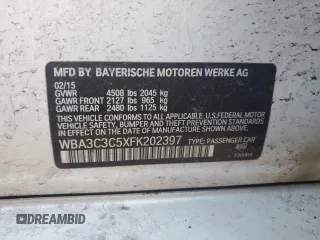 MFD BY BAYERISCHE MOTOREN WERKE AG
02/15
GVWR 4508 lbs 2045 kg
GAWR FRONT 2127 lbs 965 kg
GAWR REAR 2480 lbs 1125 kg
THIS VEHICLE CONFORMS TO ALL
APPLICABLE U.S. FEDERAL MOTOR VEHICLE
SAFETY, BUMPER, AND THEFT PREVENTION
STANDARDS IN EFFECT ON THE DATE
OF MANUFACTURE SHOWN ABOVE.
WBA3C3C5XFK202397 TYPE: PASSENGER CAR
DREAMBID
DREAMBID.COM